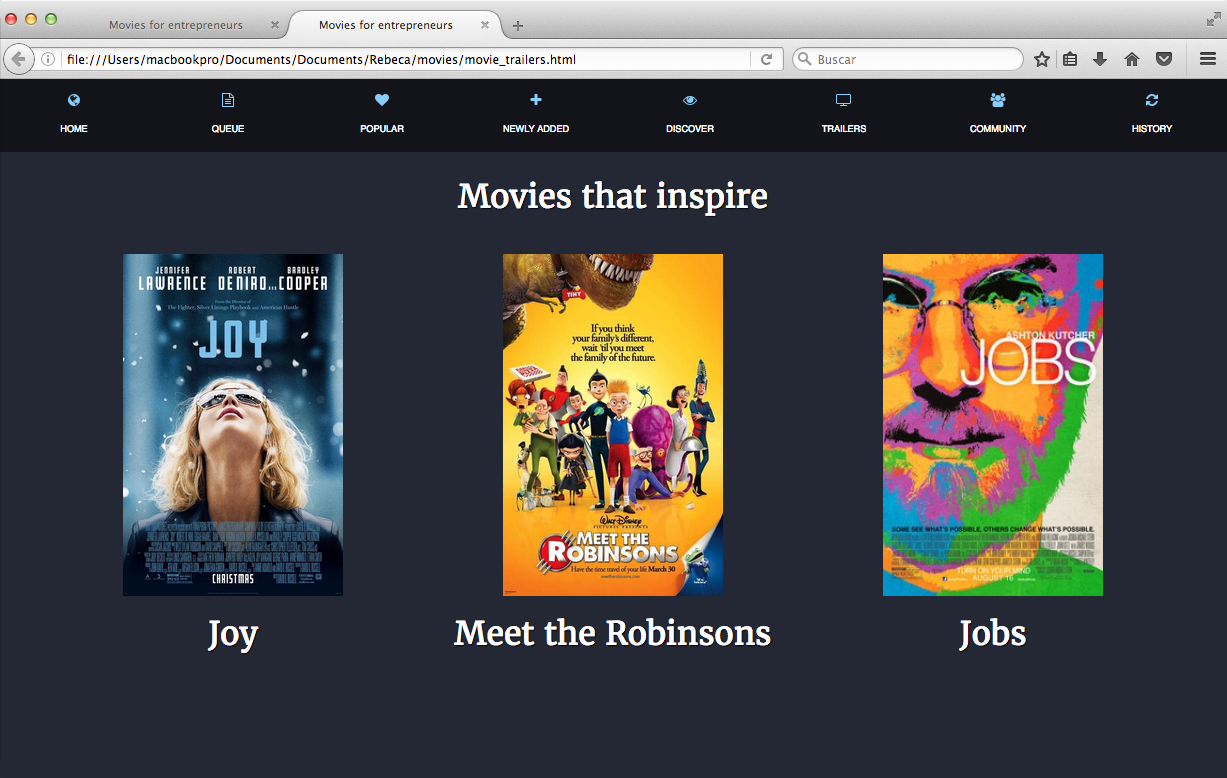 Movies for entrepreneurs
Movies for entrepreneurs
file:///Users/macbookpro/Documents/Documents/Rebeca/movies/movie_trailers.html
Buscar
HOME
QUEUE
POPULAR
NEWLY ADDED
DISCOVER
TRAILERS
COMMUNITY
HISTORY
Movies that inspire
JENNIFER ROBERT BRADLEY
LAWRENCE DENIRO AND COOPER
From the Director of
The Fighter, Silver Linings Playbook and American Hustle
JOY
CHRISTMAS
TINY
If you think
your family's different,
wait 'til you meet
the family of the future.
WALT DISNEY
PICTURES PRESENTS
MEET THE
ROBINSONS
Have the time travel of your life March 30
ASHTON KUTCHER
JOBS
SOME SEE WHAT'S POSSIBLE, OTHERS CHANGE WHAT'S POSSIBLE.
TURN ON YOUR MIND
AUGUST 16
Joy
Meet the Robinsons
Jobs